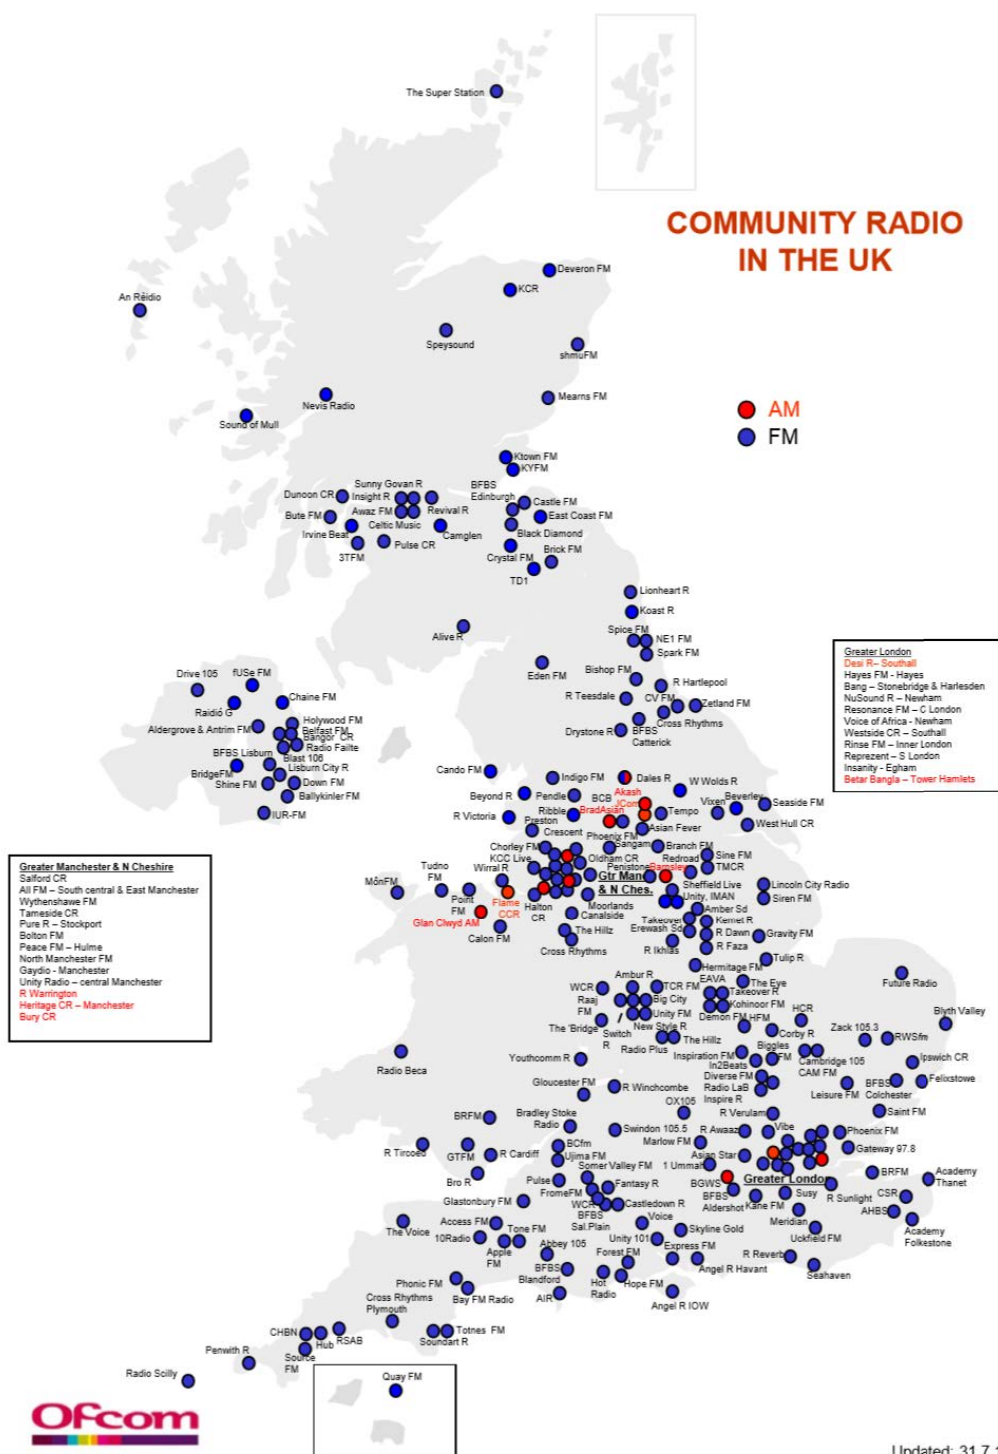 The Super Station
COMMUNITY RADIO
IN THE UK
Deveron FM
KCR
An Rèidio
Speysound
shmuFM
Nevis Radio
Mearns FM
Sound of Mull
AM
FM
Ktown FM
KYFM
Sunny Govan R
BFBS
Edinburgh
Dunoon CR
Insight R
Castle FM
Bute FM
Awaz FM
Revival R
East Coast FM
Irvine Beat
Celtic Music
Camglen
Black Diamond
3TFM
Pulse CR
Crystal FM
Brick FM
TD1
Lionheart R
Koast R
Alive R
Spice FM
NE1 FM
Spark FM
Eden FM
Bishop FM
R Hartlepool
R Teesdale
CV FM
Zetland FM
Cross Rhythms
Drystone R
BFBS
Catterick
Drive 105
fUSe FM
Raidió G
Chaine FM
Aldergrove & Antrim FM
Holywood FM
Belfast FM
Bangor CR
Radio Failte
Blast 106
BFBS Lisburn
Lisburn City R
BridgeFM
Shine FM
Down FM
Ballykinler FM
IUR-FM
Greater London
Desi R– Southall
Hayes FM - Hayes
Bang – Stonebridge & Harlesden
NuSound R – Newham
Resonance FM – C London
Voice of Africa - Newham
Westside CR – Southall
Rinse FM – Inner London
Reprezent – S London
Insanity - Egham
Betar Bangla – Tower Hamlets
Cando FM
Indigo FM
Dales R
W Wolds R
Beyond R
Pendle
BCB
Akash
JCom
Beverley
Seaside FM
R Victoria
Ribble
BradAsian
Tempo
Vixen
Preston
Asian Fever
West Hull CR
Crescent
Phoenix FM
Chorley FM
Sangam
Branch FM
KCC Live
Oldham CR
Penistone
Barnsley
Redroad
Sine FM
TMCR
Tudno
FM
Wirral R
Gtr Manc
& N Ches.
Sheffield Live
Lincoln City Radio
MônFM
Point
FM
Flame
CCR
Halton
CR
Moorlands
Unity, IMAN
Siren FM
Glan Clwyd AM
Canalside
Amber Sd
Calon FM
The Hillz
Takeover
Kemet R
Cross Rhythms
Erewash Sd
R Dawn
Gravity FM
R Ikhlas
R Faza
Tulip R
Hermitage FM
Greater Manchester & N Cheshire
Salford CR
All FM – South central & East Manchester
Wythenshawe FM
Tameside CR
Pure R – Stockport
Bolton FM
Peace FM – Hulme
North Manchester FM
Gaydio - Manchester
Unity Radio – central Manchester
R Warrington
Heritage CR – Manchester
Bury CR
Future Radio
WCR
Ambur R
TCR FM
EAVA
The Eye
Raaj
FM
Big City
Takeover R
Kohinoor FM
Blyth Valley
The 'Bridge'
Switch
R
Unity FM
Demon FM
HFM
HCR
Zack 105.3
New Style R
Corby R
RWSfm
Radio Plus
The Hillz
Inspiration FM
Biggles
FM
Cambridge 105
CAM FM
Ipswich CR
Radio Beca
Youthcomm R
In2Beats
Diverse FM
Leisure FM
BFBS
Colchester
Felixstowe
Gloucester FM
R Winchcombe
Radio LaB
Inspire R
Saint FM
BRFM
Bradley Stoke
Radio
OX105
R Verulam
Swindon 105.5
R Awaaz
Vibe
Phoenix FM
R Tircoed
GTFM
R Cardiff
BCfm
Marlow FM
Gateway 97.8
Ujima FM
Asian Star
Bro R
Somer Valley FM
1 Ummah
Greater London
BRFM
Academy
Thanet
Pulse
Fantasy R
BGWS
FromeFM
BFBS
Aldershot
Kane FM
Susy
R Sunlight
CSR
Glastonbury FM
WCR
Castledown R
BFBS
Sal.Plain
Meridian
AHBS
Academy
Folkestone
The Voice
Access FM
Voice
Skyline Gold
Uckfield FM
10Radio
Tone FM
Unity 101
Apple
FM
Abbey 105
Forest FM
Express FM
R Reverb
BFBS
Blandford
Angel R Havant
Seahaven
Phonic FM
Hot
Radio
Hope FM
Bay FM Radio
AIR
Angel R IOW
Cross Rhythms
Plymouth
CHBN
Hub
RSAB
Totnes FM
Soundart R
Penwith R
Source
FM
Radio Scilly
Quay FM
Ofcom